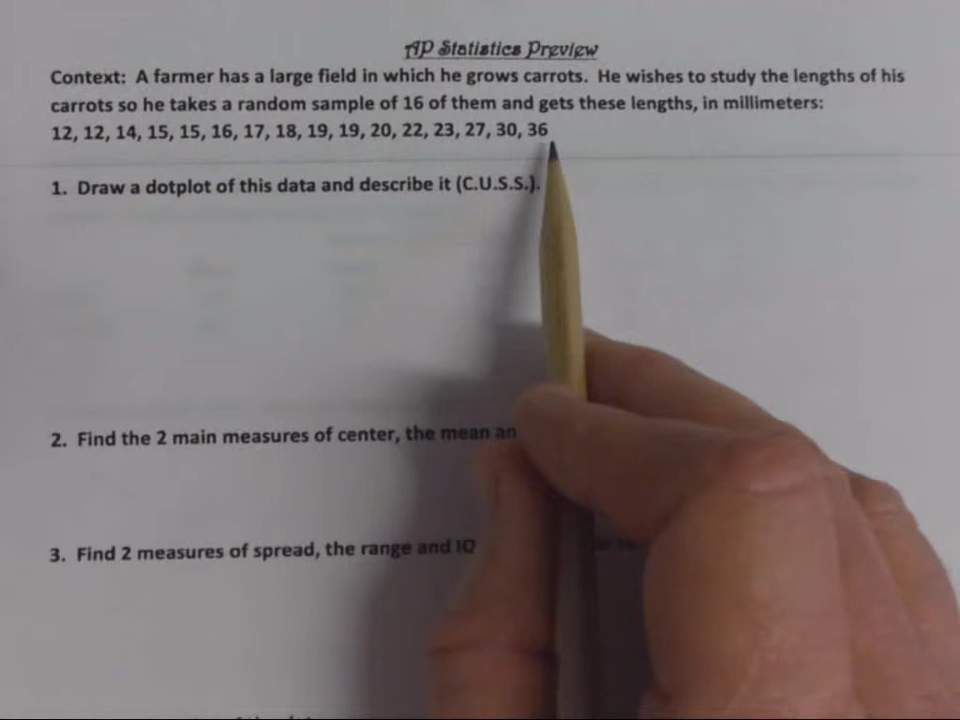 AP Statistics Preview
Context: A farmer has a large field in which he grows carrots. He wishes to study the lengths of his
carrots so he takes a random sample of 16 of them and gets these lengths, in millimeters:
12, 12, 14, 15, 15, 16, 17, 18, 19, 19, 20, 22, 23, 27, 30, 36
1. Draw a dotplot of this data and describe it (C.U.S.S.).
2. Find the 2 main measures of center, the mean an
3. Find 2 measures of spread, the range and IQ